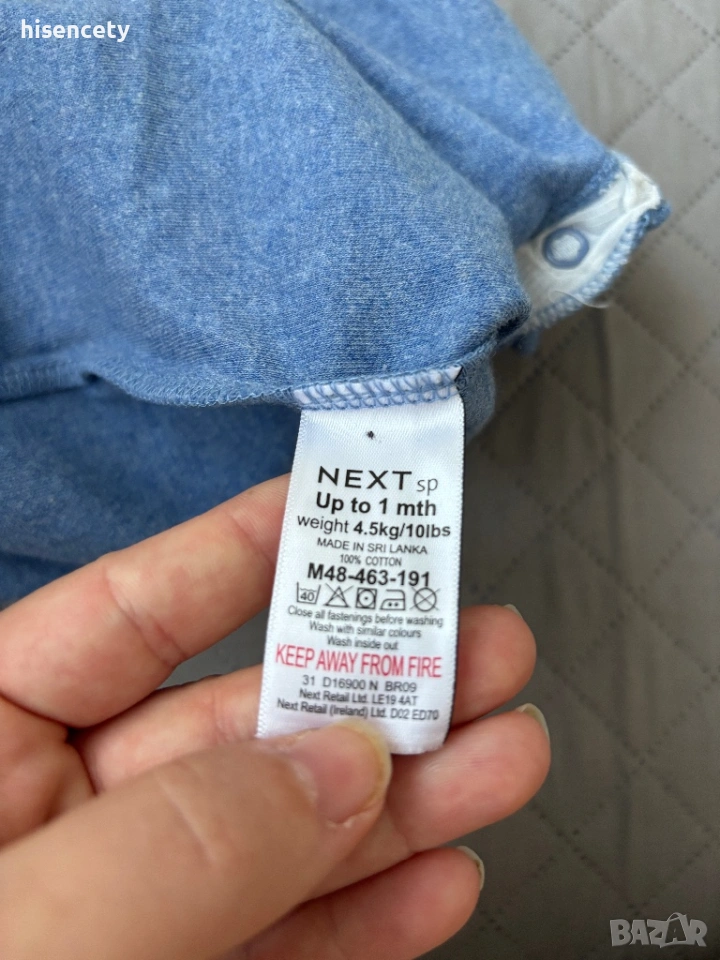 hisencety
NEXT sp
Up to 1 mth
weight 4.5kg/10lbs
MADE IN SRI LANKA
100% COTTON
M48-463-191
40
Close all fastenings before washing
Wash with similar colours
Wash inside out
KEEP AWAY FROM FIRE
31 D16900 N BR09
Next Retail Ltd. LE19 4AT
Next Retail (Ireland) Ltd. D02 ED70
BAZAR